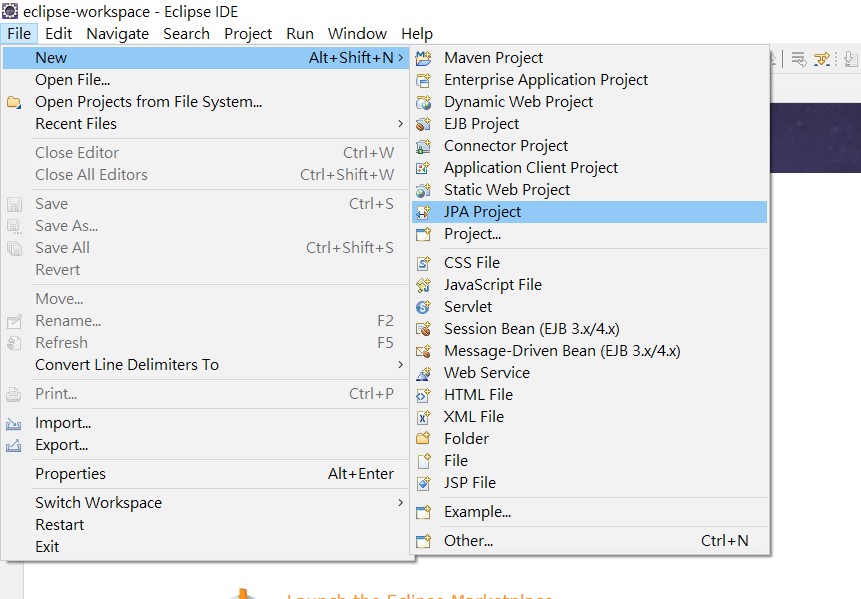 eclipse-workspace - Eclipse IDE
File Edit Navigate Search Project Run Window Help
New Alt+Shift+N
Open File...
Open Projects from File System...
Recent Files
Close Editor Ctrl+W
Close All Editors Ctrl+Shift+W
Save Ctrl+S
Save As...
Save All Ctrl+Shift+S
Revert
Move...
Rename... F2
Refresh F5
Convert Line Delimiters To
Print... Ctrl+P
Import...
Export...
Properties Alt+Enter
Switch Workspace
Restart
Exit
Maven Project
Enterprise Application Project
Dynamic Web Project
EJB Project
Connector Project
Application Client Project
Static Web Project
JPA Project
Project...
CSS File
JavaScript File
Servlet
Session Bean (EJB 3.x/4.x)
Message-Driven Bean (EJB 3.x/4.x)
Web Service
HTML File
XML File
Folder
File
JSP File
Example...
Other... Ctrl+N
Launch the Eclipse Marketplace